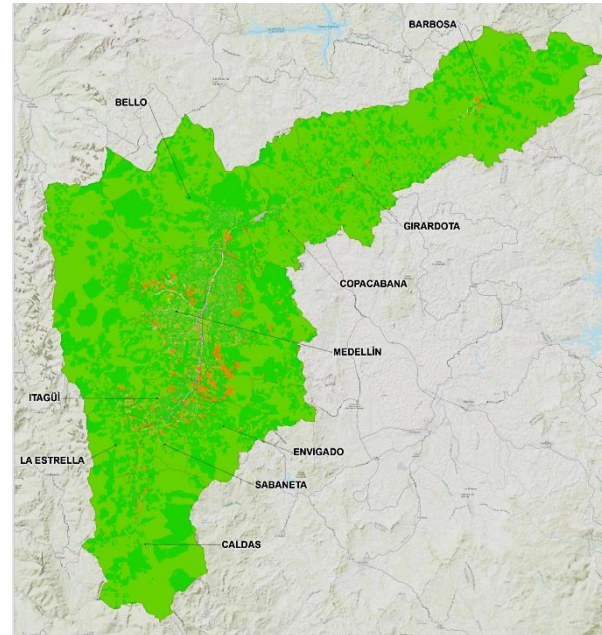 BARBOSA
BELLO
GIRARDOTA
COPACABANA
MEDELLÍN
ITAGÜÍ
ENVIGADO
LA ESTRELLA
SABANETA
CALDAS